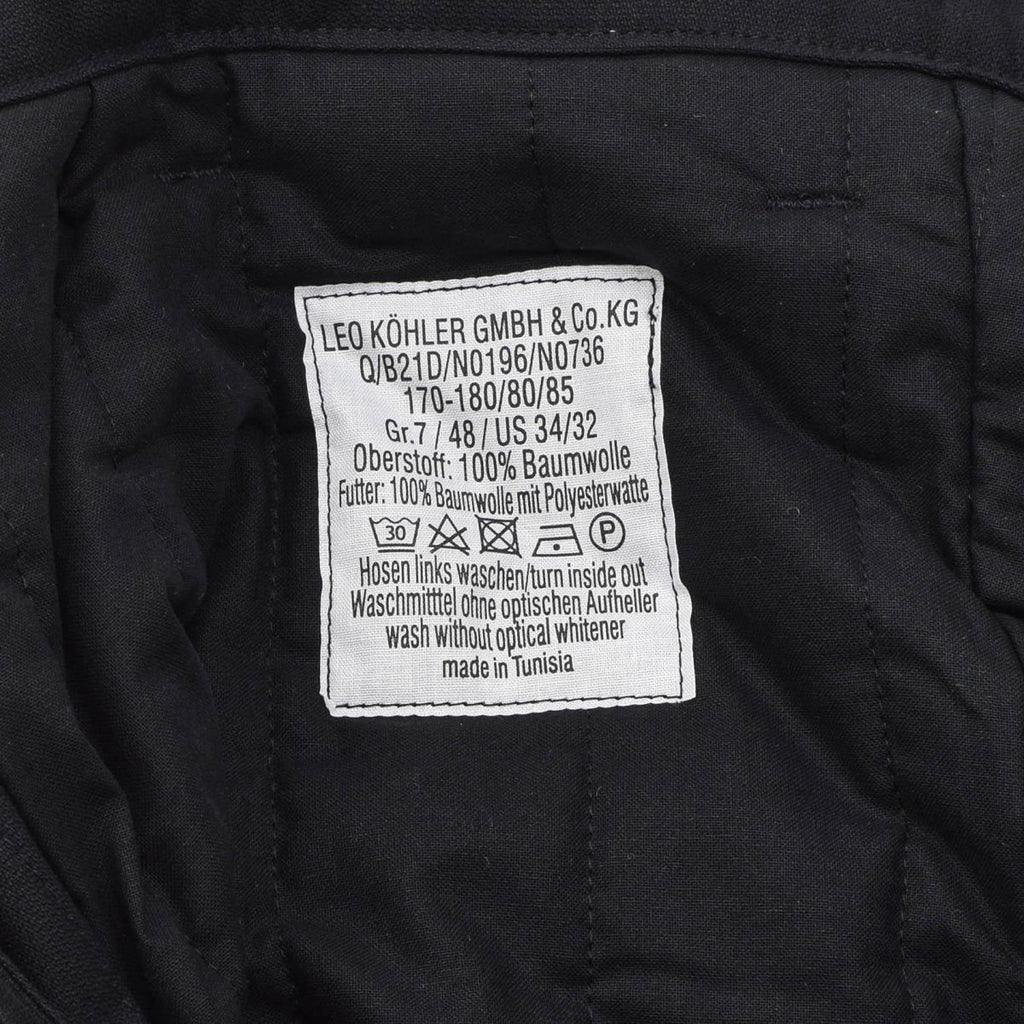 LEO KÖHLER GMBH & Co.KG
Q/B21D/N0196/N0736
170-180/80/85
Gr.7 / 48 / US 34/32
Oberstoff: 100% Baumwolle
Futter: 100% Baumwolle mit Polyesterwatte
30 P
Hosen links waschen/turn inside out
Waschmitttel ohne optischen Aufheller
wash without optical whitener
made in Tunisia